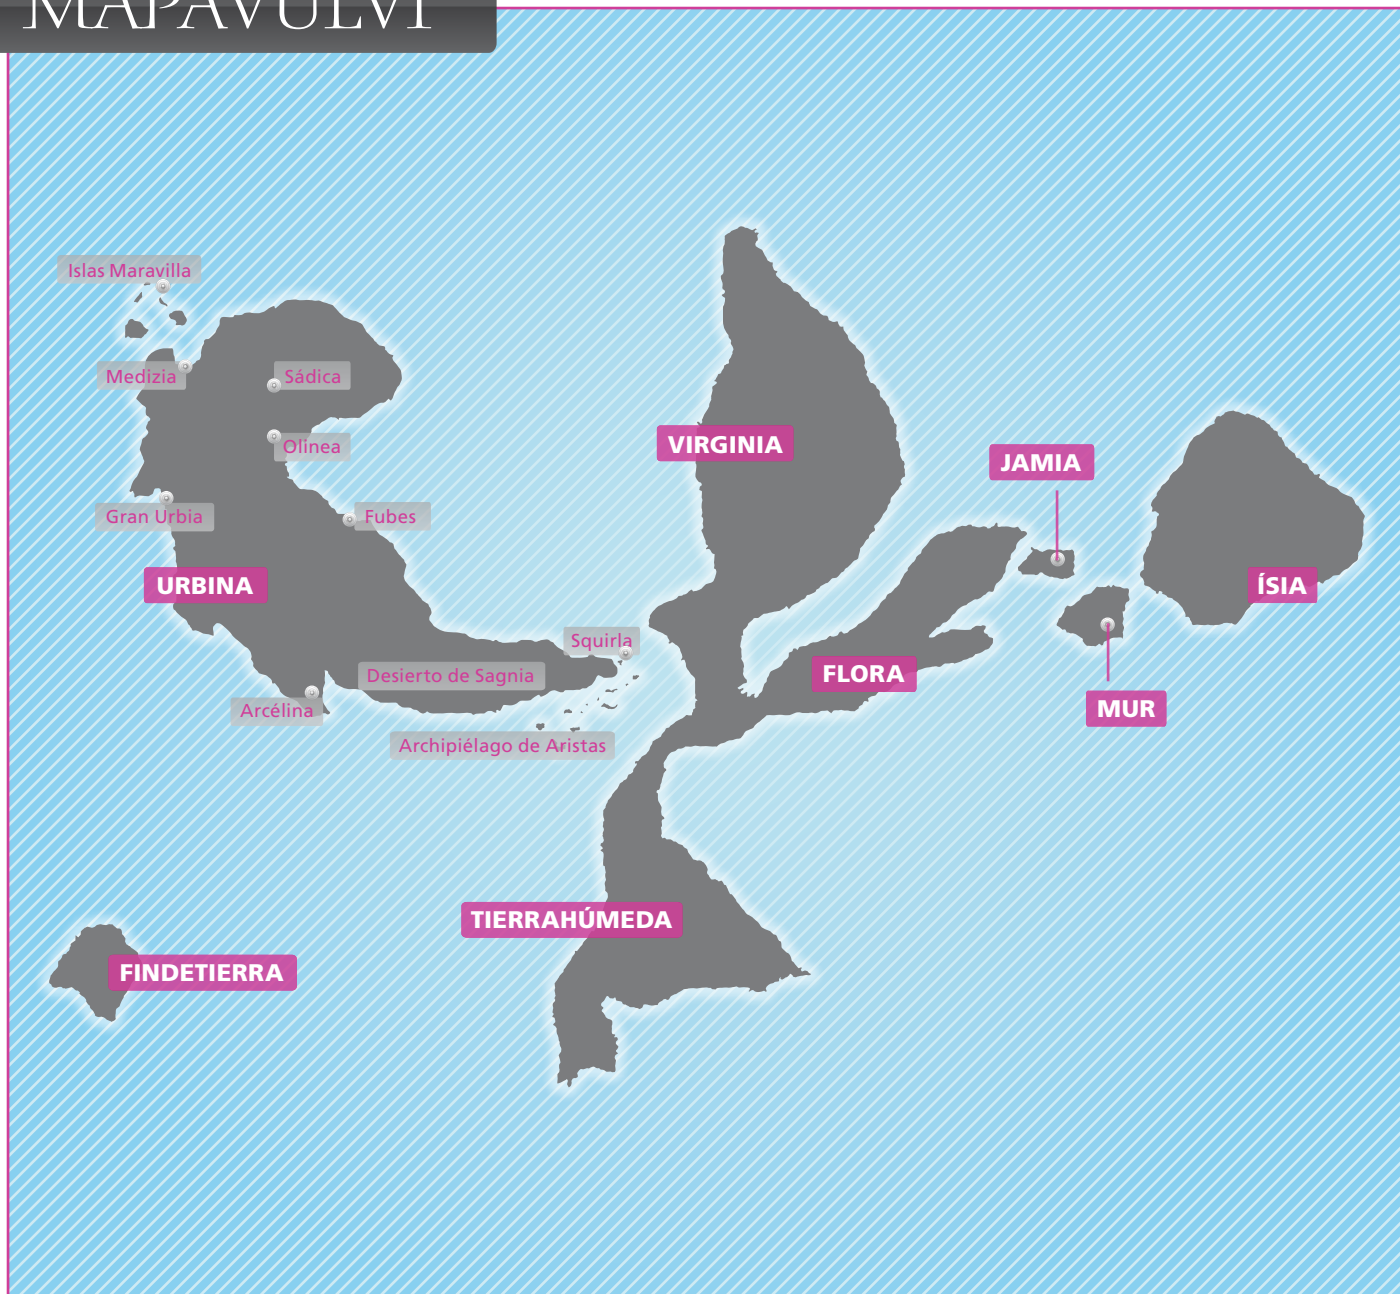 MAPAVULVI
Islas Maravilla
Medizia
Sádica
Olinea
Gran Urbia
Fubes
URBINA
Squirla
Desierto de Sagnia
Arcélina
Archipiélago de Aristas
VIRGINIA
JAMIA
ÍSIA
FLORA
MUR
TIERRAHÚMEDA
FINDETIERRA